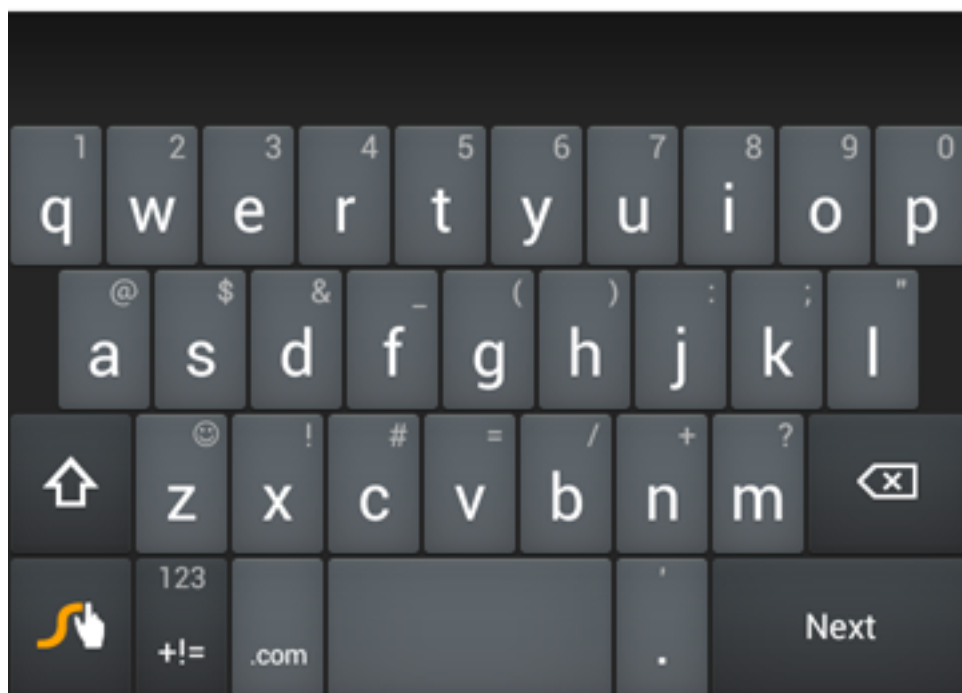 1 2 3 4 5 6 7 8 9 0
q w e r t y u i o p
@ $ & _ ( ) : ; "
a s d f g h j k l
☺ ! # = / + ?
z x c v b n m
123 '
+!= .com . Next